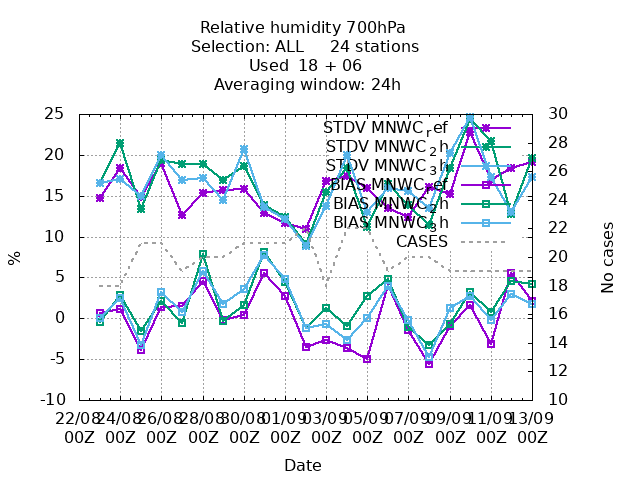 Relative humidity 700hPa
Selection: ALL 24 stations
Used 18 + 06
Averaging window: 24h
25
20
15
10
5
0
-5
-10
%
30
28
26
24
22
20
18
16
14
12
10
No cases
STDV MNWC_ref
STDV MNWC_2h
STDV MNWC_3h
BIAS MNWC_ref
BIAS MNWC_2h
BIAS MNWC_3h
CASES
22/08 24/08 26/08 28/08 30/08 01/09 03/09 05/09 07/09 09/09 11/09 13/09
00Z 00Z 00Z 00Z 00Z 00Z 00Z 00Z 00Z 00Z 00Z 00Z
Date